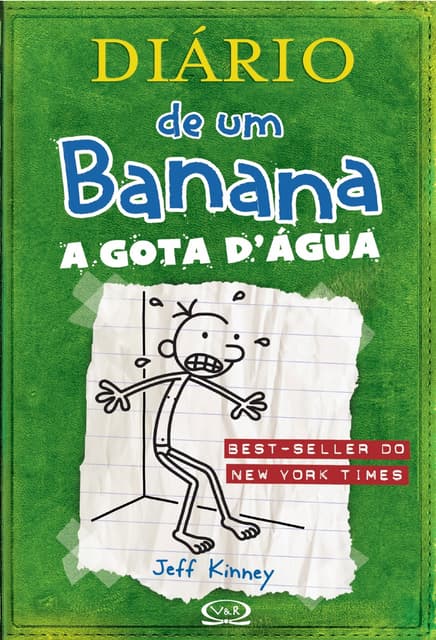 DIÁRIO
de um
Banana
A GOTA D'ÁGUA
BEST-SELLER DO
NEW YORK TIMES
Jeff Kinney
V&R